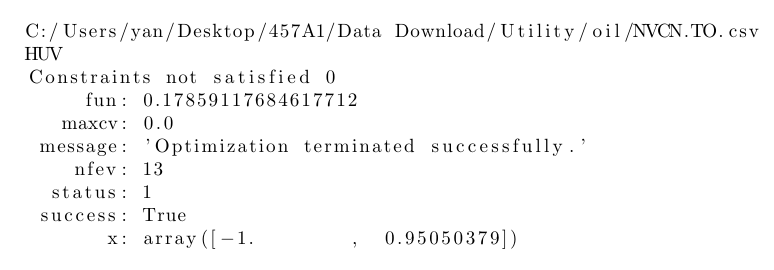 C:/Users/yan/Desktop/457A1/Data Download/Utility/oil/NVCN.TO.csv
HUV
Constraints not satisfied 0
fun: 0.17859117684617712
maxcv: 0.0
message: 'Optimization terminated successfully.'
nfev: 13
status: 1
success: True
x: array([-1. , 0.95050379])